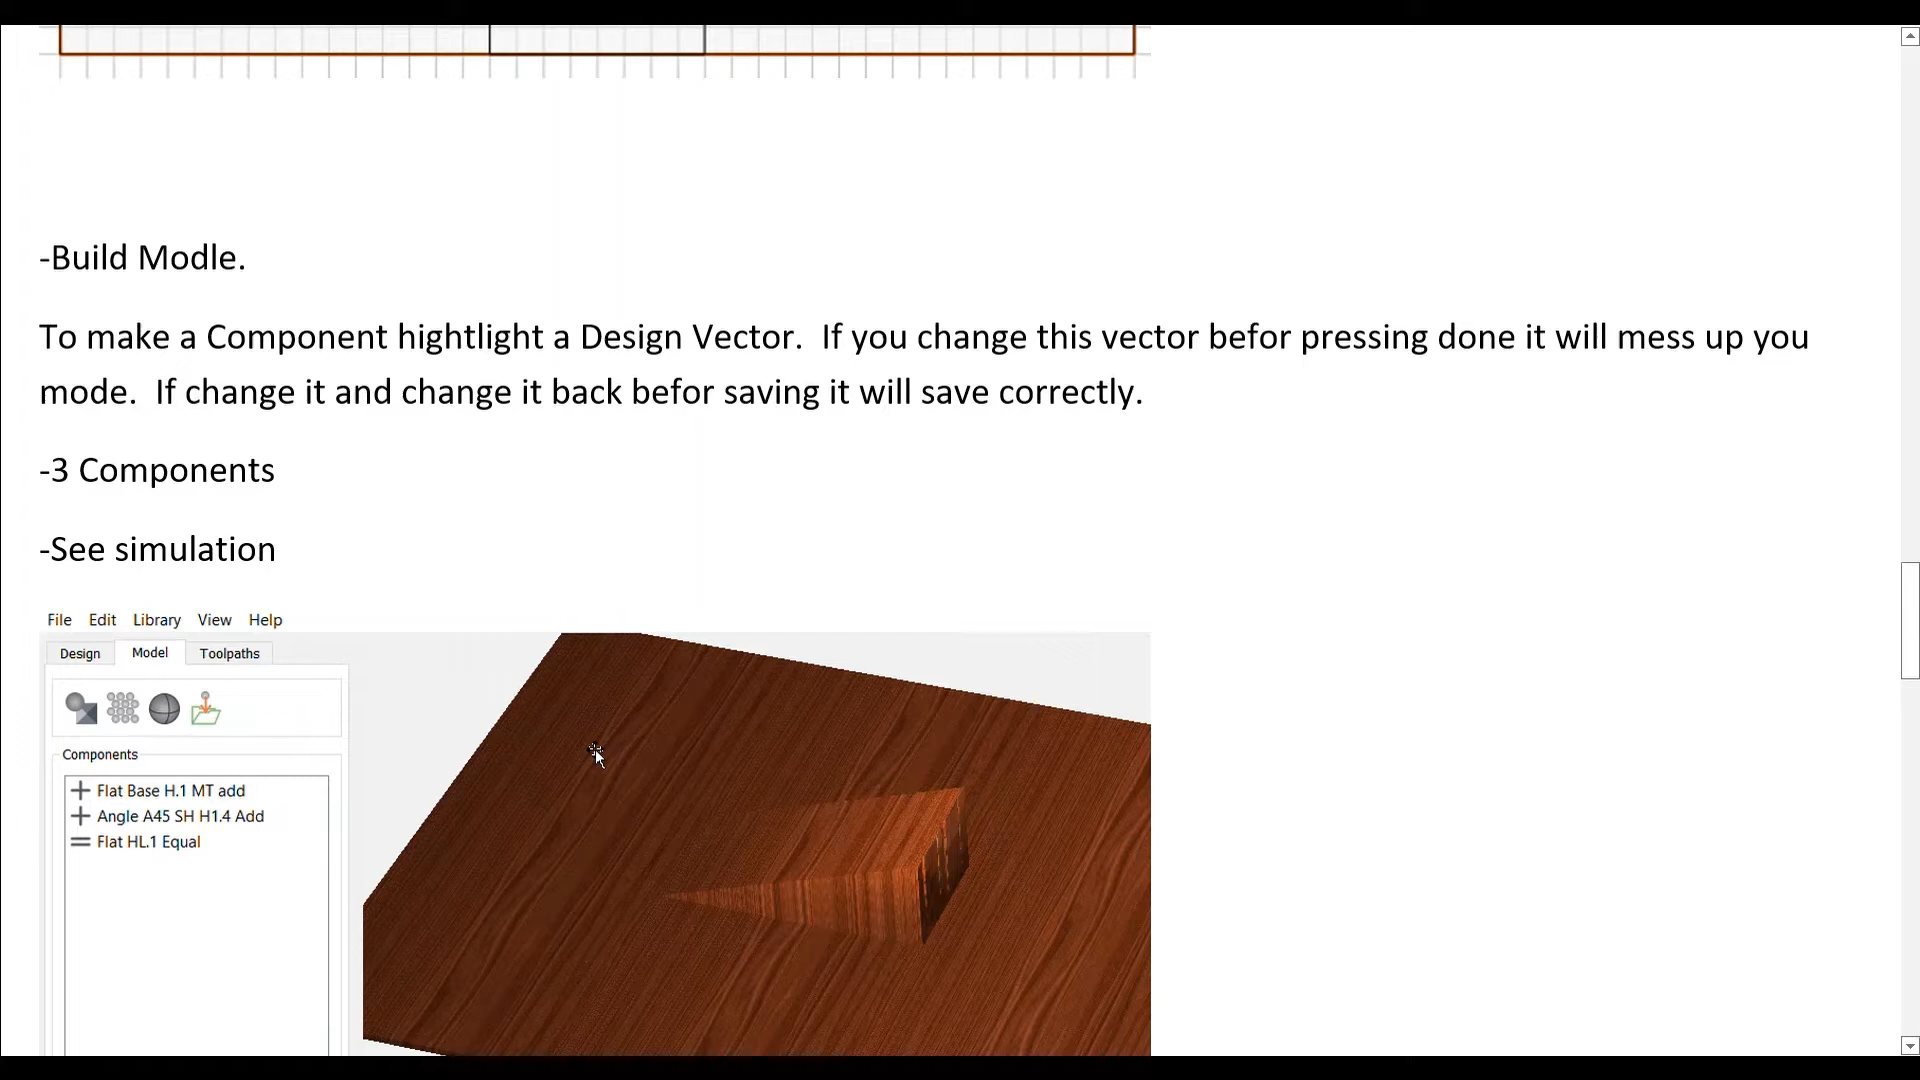 -Build Modle.
To make a Component hightlight a Design Vector.  If you change this vector befor pressing done it will mess up you
mode.  If change it and change it back befor saving it will save correctly.
-3 Components
-See simulation
File Edit Library View Help
Design Model Toolpaths
Components
Flat Base H.1 MT add
Angle A45 SH H1.4 Add
Flat HL.1 Equal